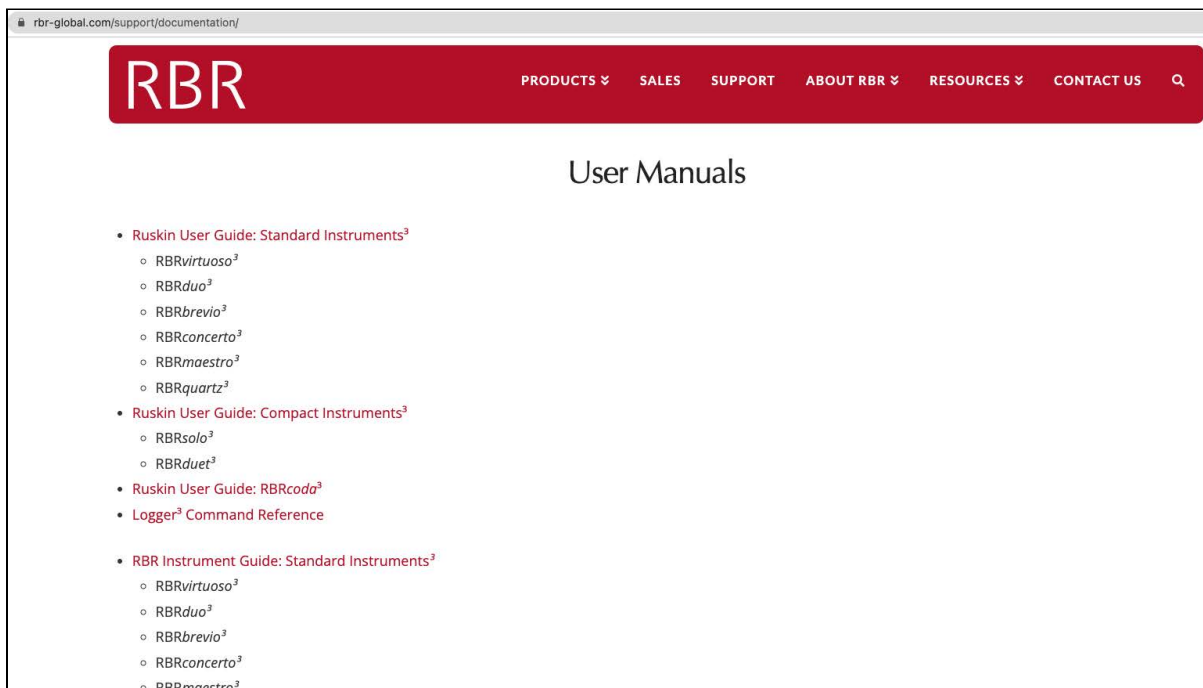 rbr-global.com/support/documentation/
RBR PRODUCTS SALES SUPPORT ABOUT RBR RESOURCES CONTACT US
User Manuals
Ruskin User Guide: Standard Instruments³
RBRvirtuoso³
RBRduo³
RBRbrevio³
RBRconcerto³
RBRmaestro³
RBRquartz³
Ruskin User Guide: Compact Instruments³
RBRsolo³
RBRduet³
Ruskin User Guide: RBRcoda³
Logger³ Command Reference
RBR Instrument Guide: Standard Instruments³
RBRvirtuoso³
RBRduo³
RBRbrevio³
RBRconcerto³
RBRmaestro³